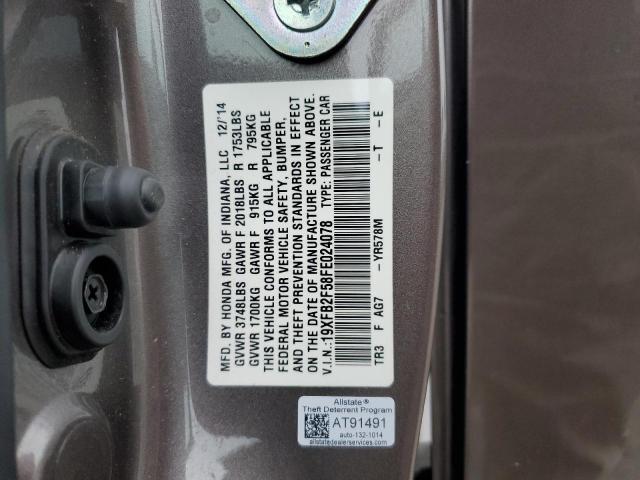 MFD. BY HONDA MFG. OF INDIANA, LLC 12/'14
GVWR 3748LBS GAWR F 2018LBS R 1753LBS
GVWR 1700KG GAWR F 915KG R 795KG
THIS VEHICLE CONFORMS TO ALL APPLICABLE
FEDERAL MOTOR VEHICLE SAFETY, BUMPER,
AND THEFT PREVENTION STANDARDS IN EFFECT
ON THE DATE OF MANUFACTURE SHOWN ABOVE.
V.I.N.:19XFB2F58FE024078 TYPE: PASSENGER CAR
TR3 F AG7 -YR578M -T -E
Allstate®
Theft Deterrent Program
AT91491
auto-132-1014
allstatedealerservices.com